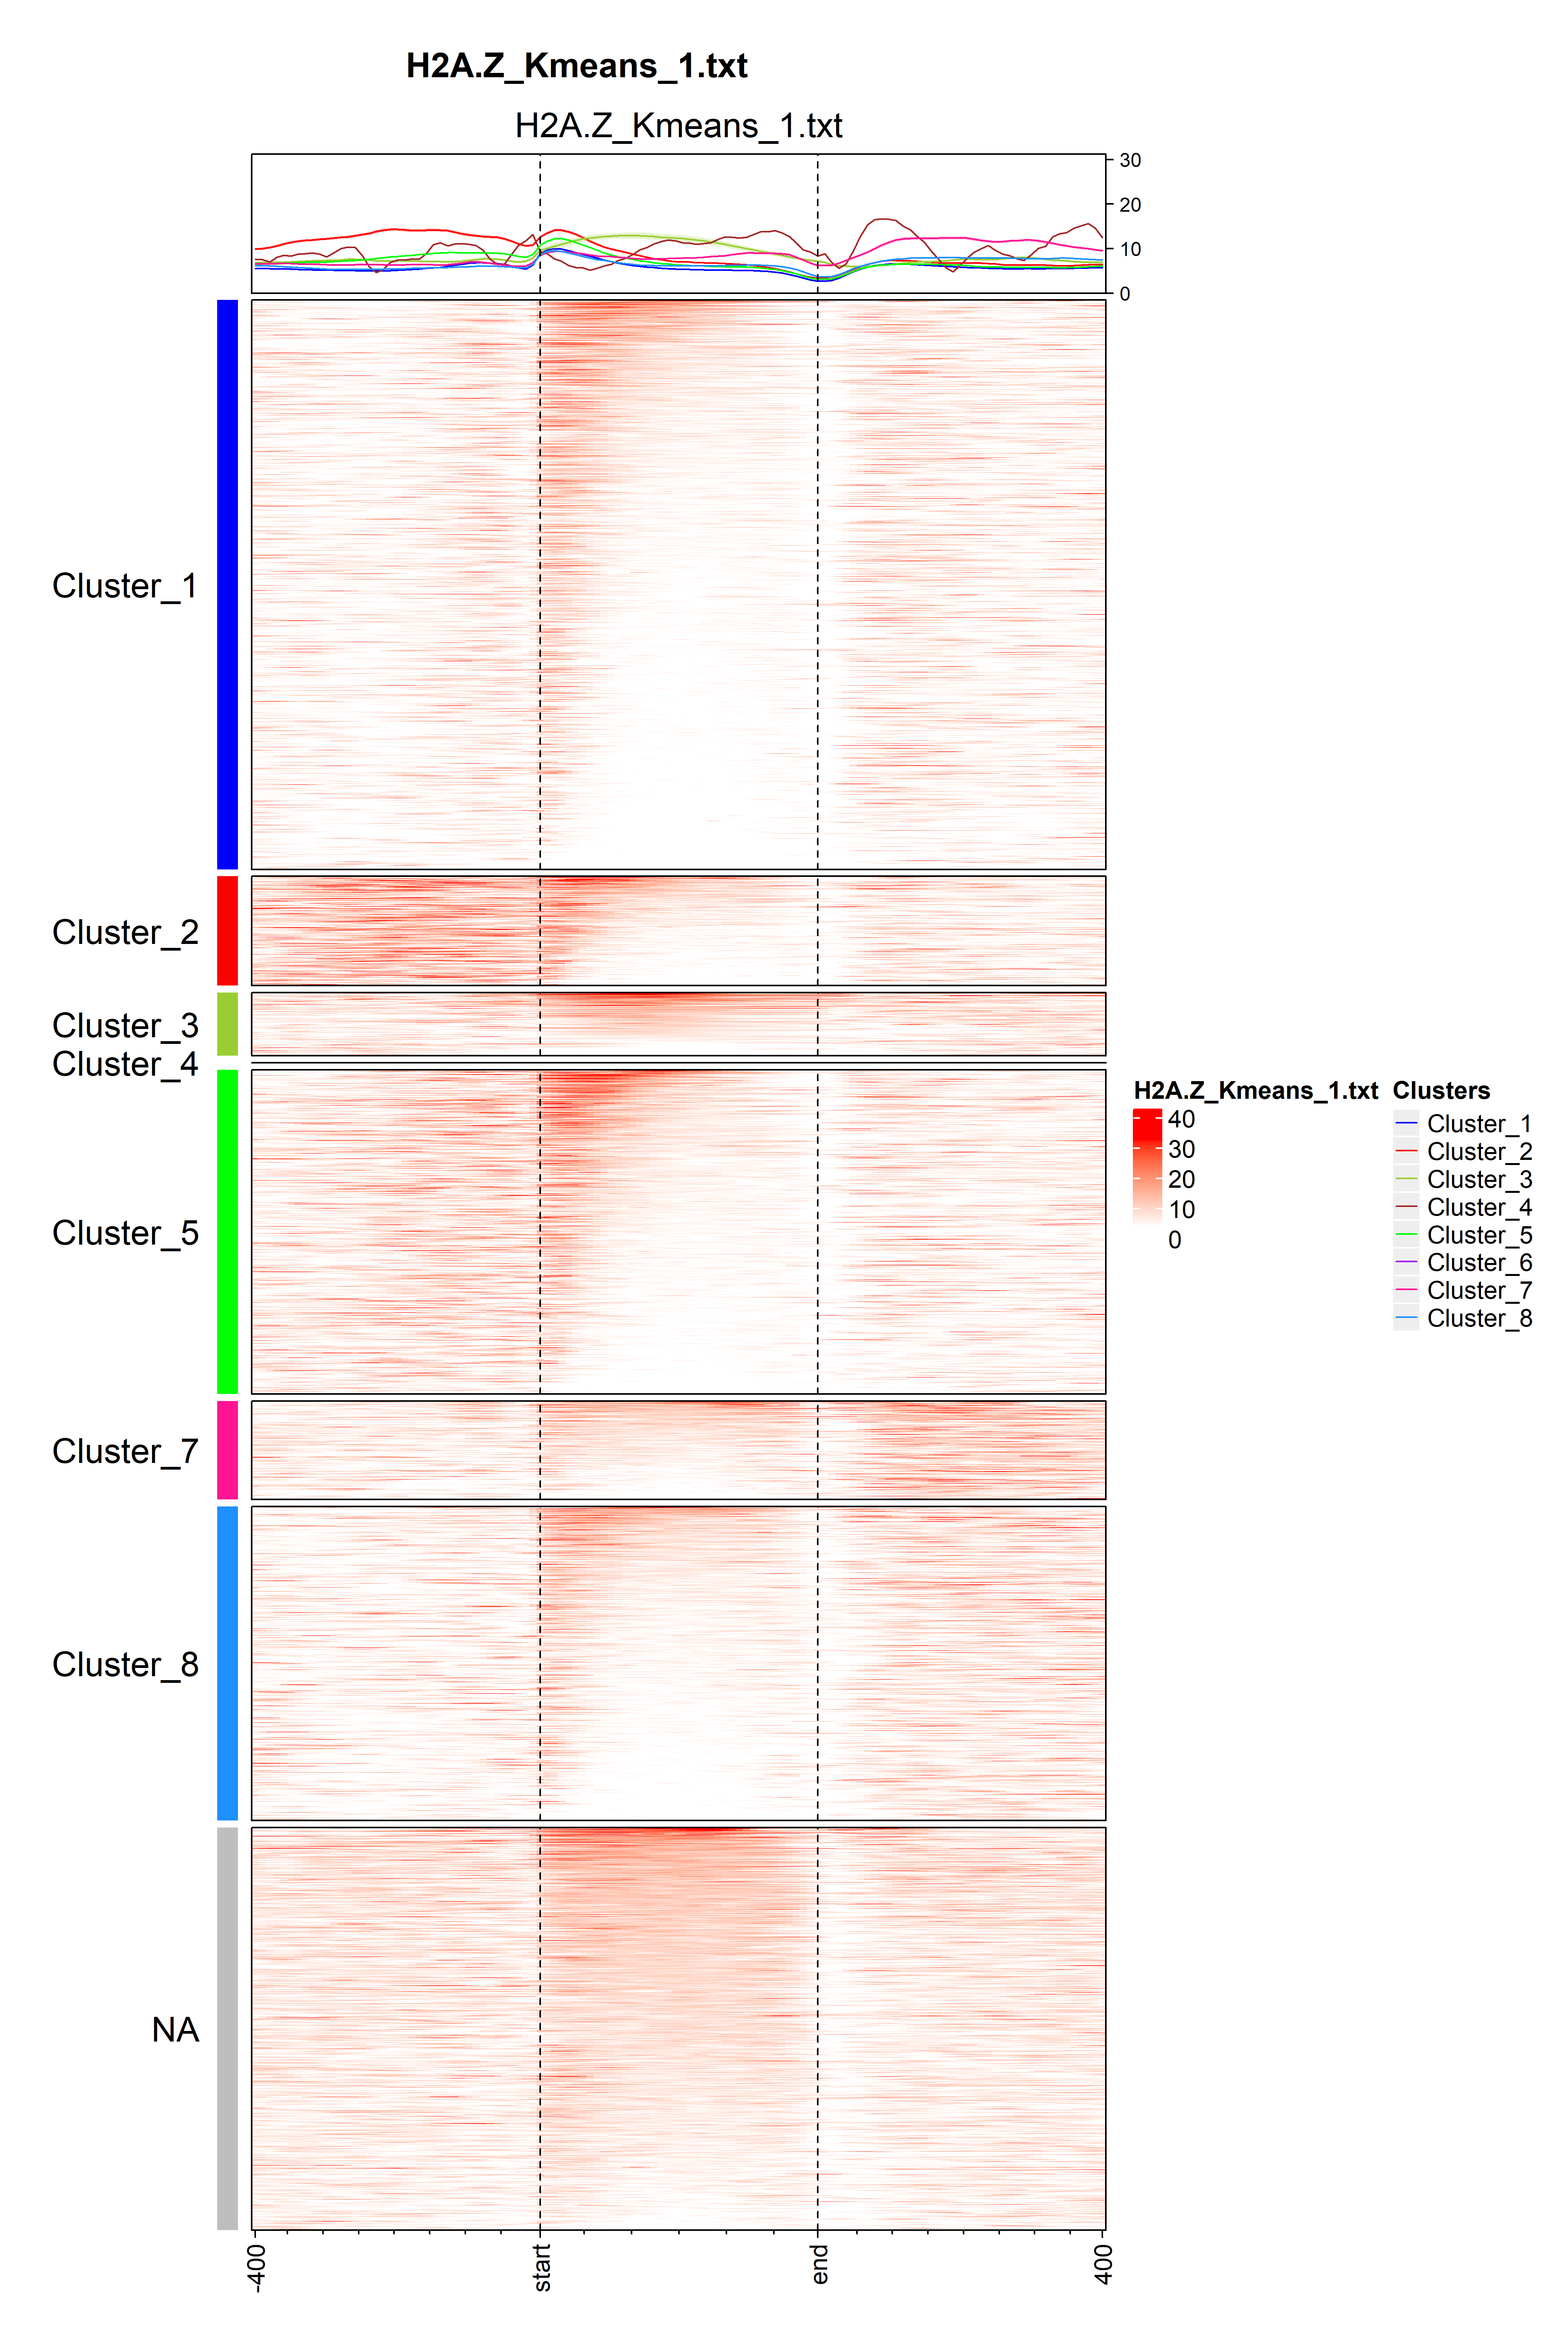 H2A.Z_Kmeans_1.txt
H2A.Z_Kmeans_1.txt
30
20
10
0
Cluster_1
Cluster_2
Cluster_3
Cluster_4
Cluster_5
Cluster_7
Cluster_8
NA
-400
start
end
400
H2A.Z_Kmeans_1.txt
40
30
20
10
0
Clusters
Cluster_1
Cluster_2
Cluster_3
Cluster_4
Cluster_5
Cluster_6
Cluster_7
Cluster_8